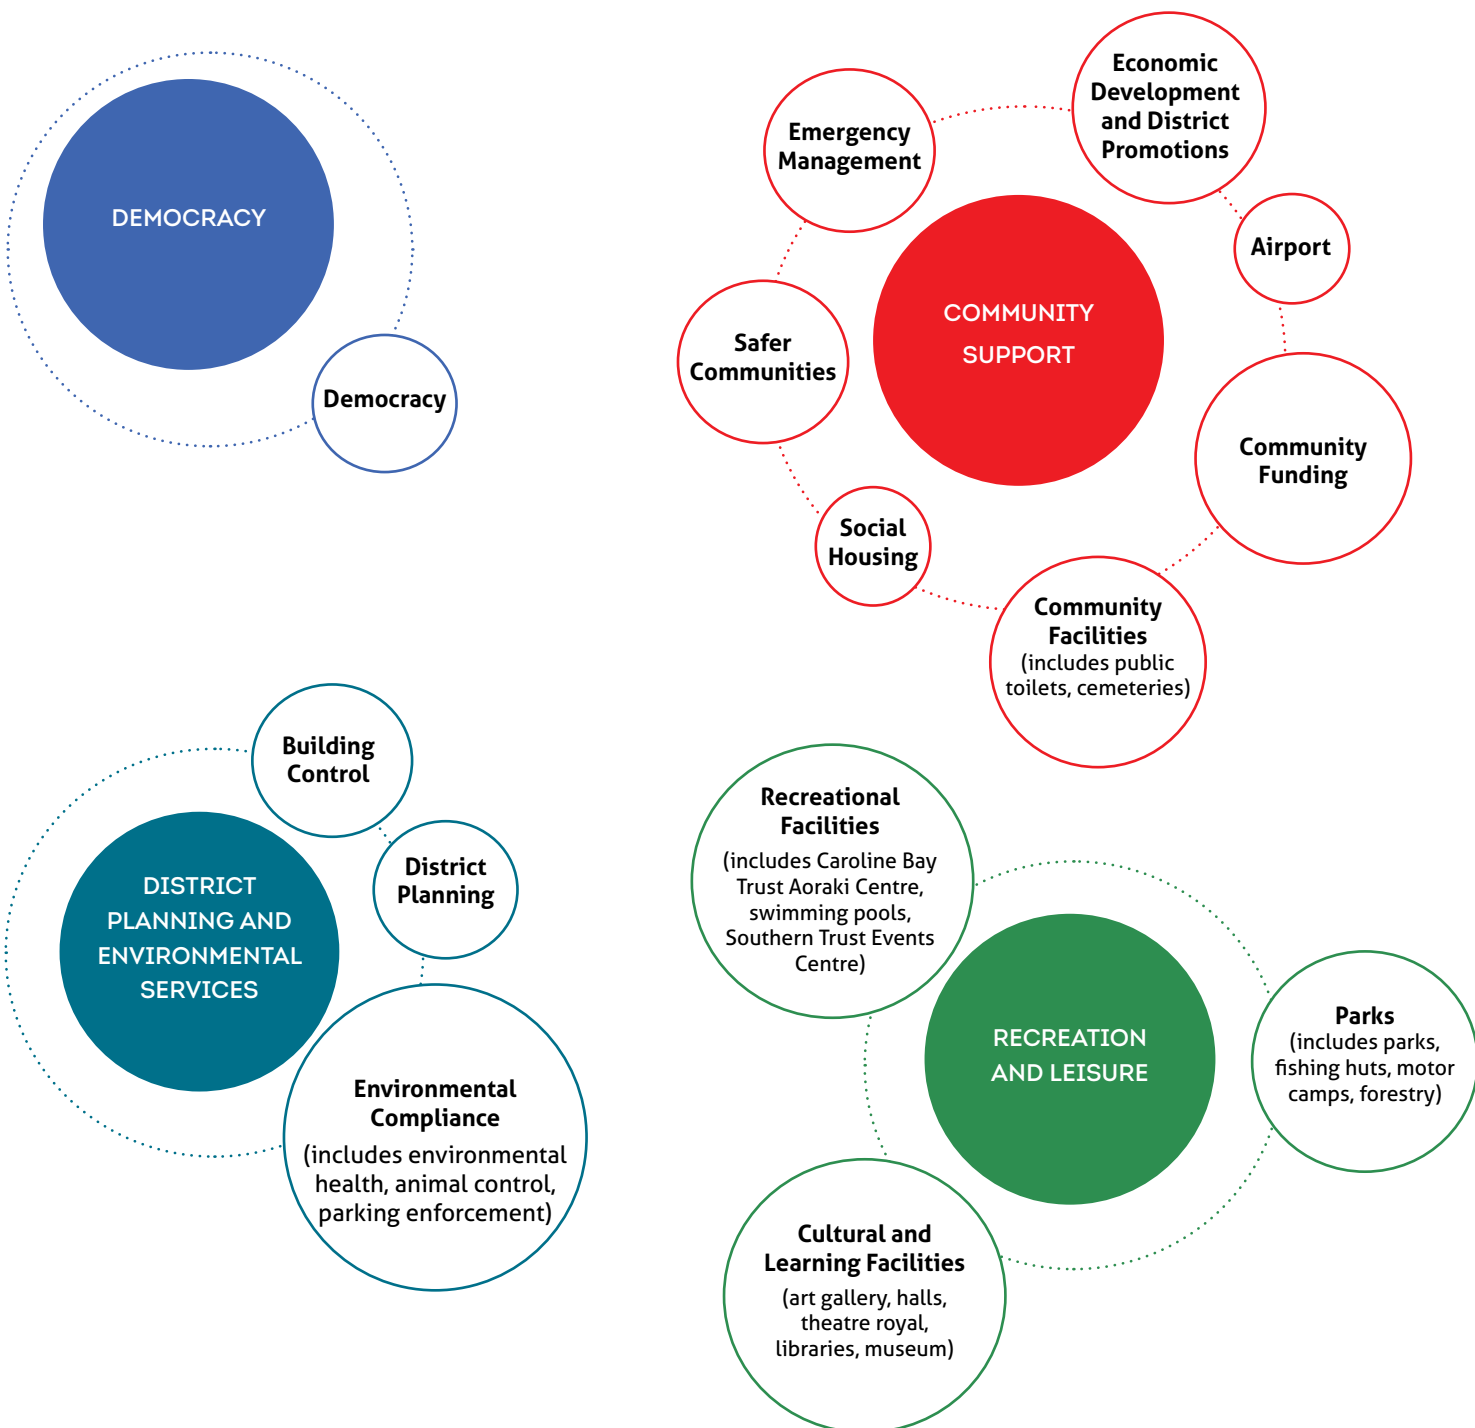 DEMOCRACY
Democracy
Economic
Development
and District
Promotions
Emergency
Management
Airport
COMMUNITY
SUPPORT
Safer
Communities
Community
Funding
Social
Housing
Community
Facilities
(includes public
toilets, cemeteries)
Building
Control
District
Planning
DISTRICT
PLANNING AND
ENVIRONMENTAL
SERVICES
Environmental
Compliance
(includes environmental
health, animal control,
parking enforcement)
Recreational
Facilities
(includes Caroline Bay
Trust Aoraki Centre,
swimming pools,
Southern Trust Events
Centre)
RECREATION
AND LEISURE
Parks
(includes parks,
fishing huts, motor
camps, forestry)
Cultural and
Learning Facilities
(art gallery, halls,
theatre royal,
libraries, museum)